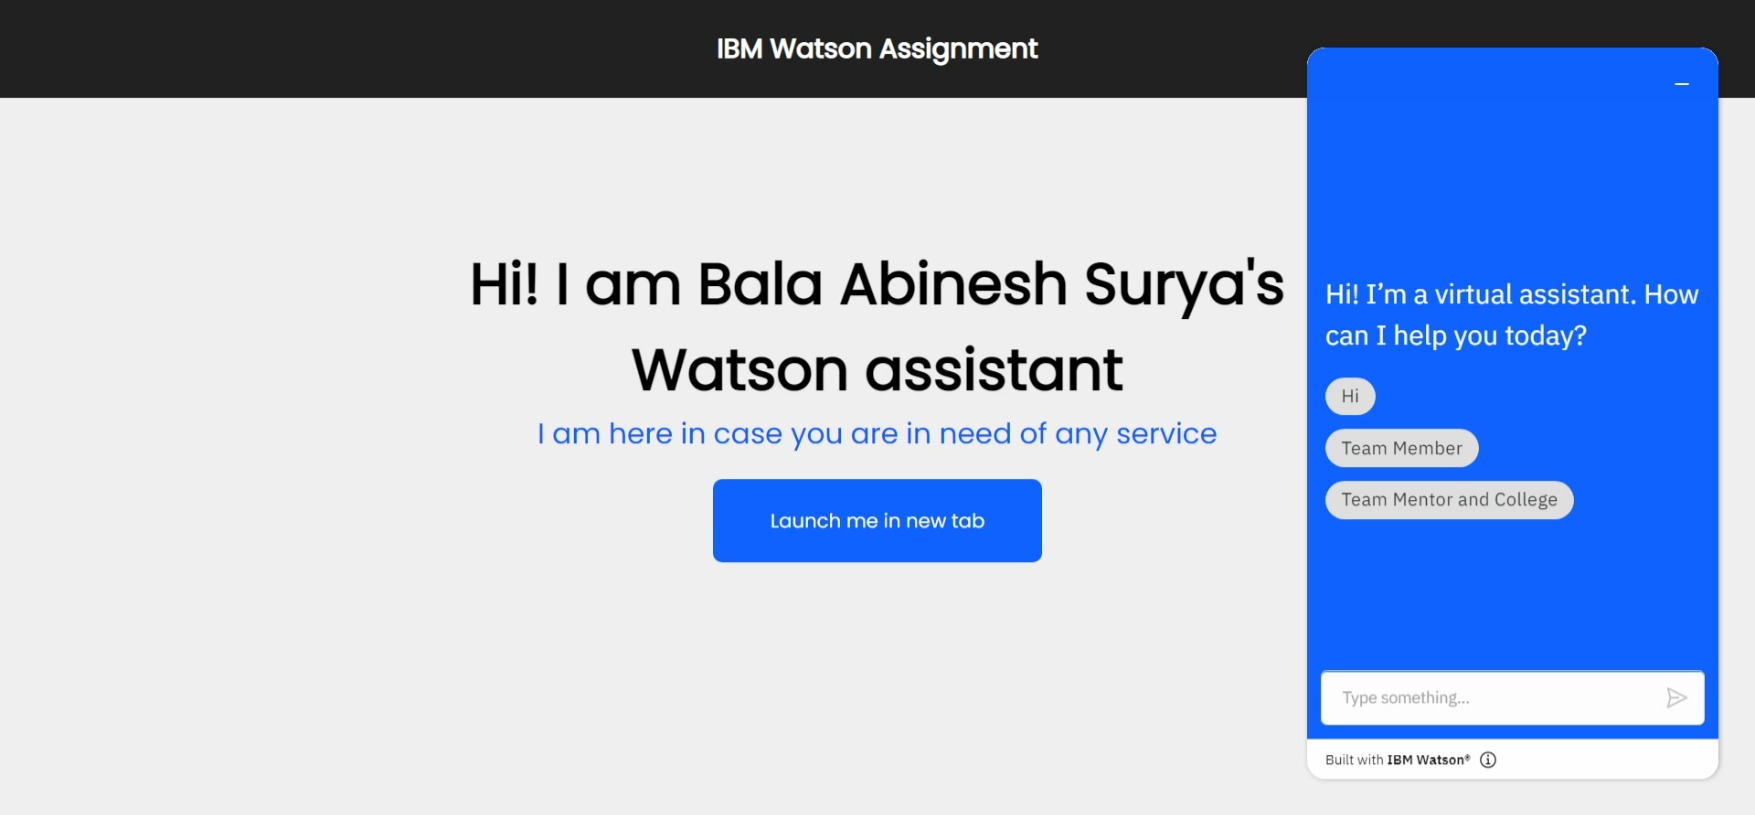 IBM Watson Assignment
Hi! I am Bala Abinesh Surya's
Watson assistant
I am here in case you are in need of any service
Launch me in new tab
Hi! I’m a virtual assistant. How
can I help you today?
Hi
Team Member
Team Mentor and College
Type something...
Built with IBM Watson®